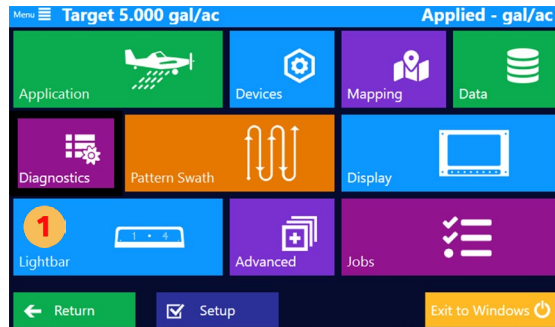 Menu Target 5.000 gal/ac Applied - gal/ac
Application Devices Mapping Data
Diagnostics Pattern Swath Display
1 1 • 4
Lightbar Advanced Jobs
Return Setup Exit to Windows